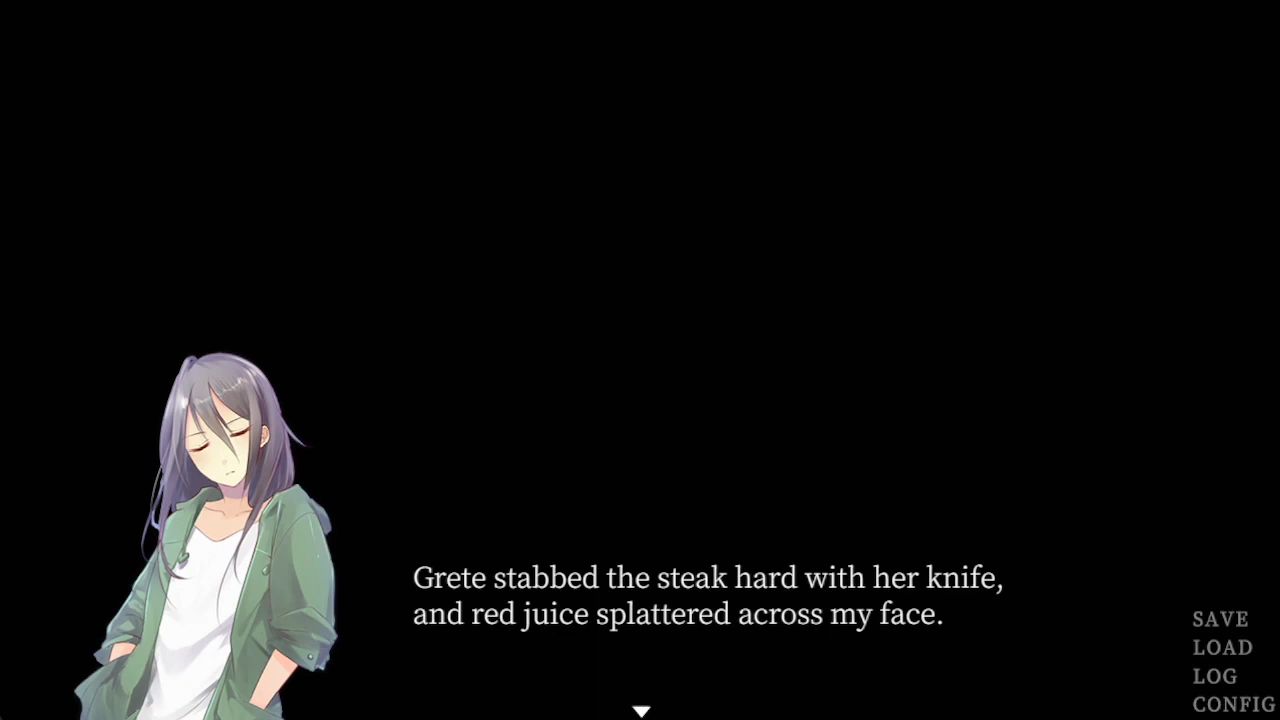 Grete stabbed the steak hard with her knife,
and red juice splattered across my face.
SAVE
LOAD
LOG
CONFIG